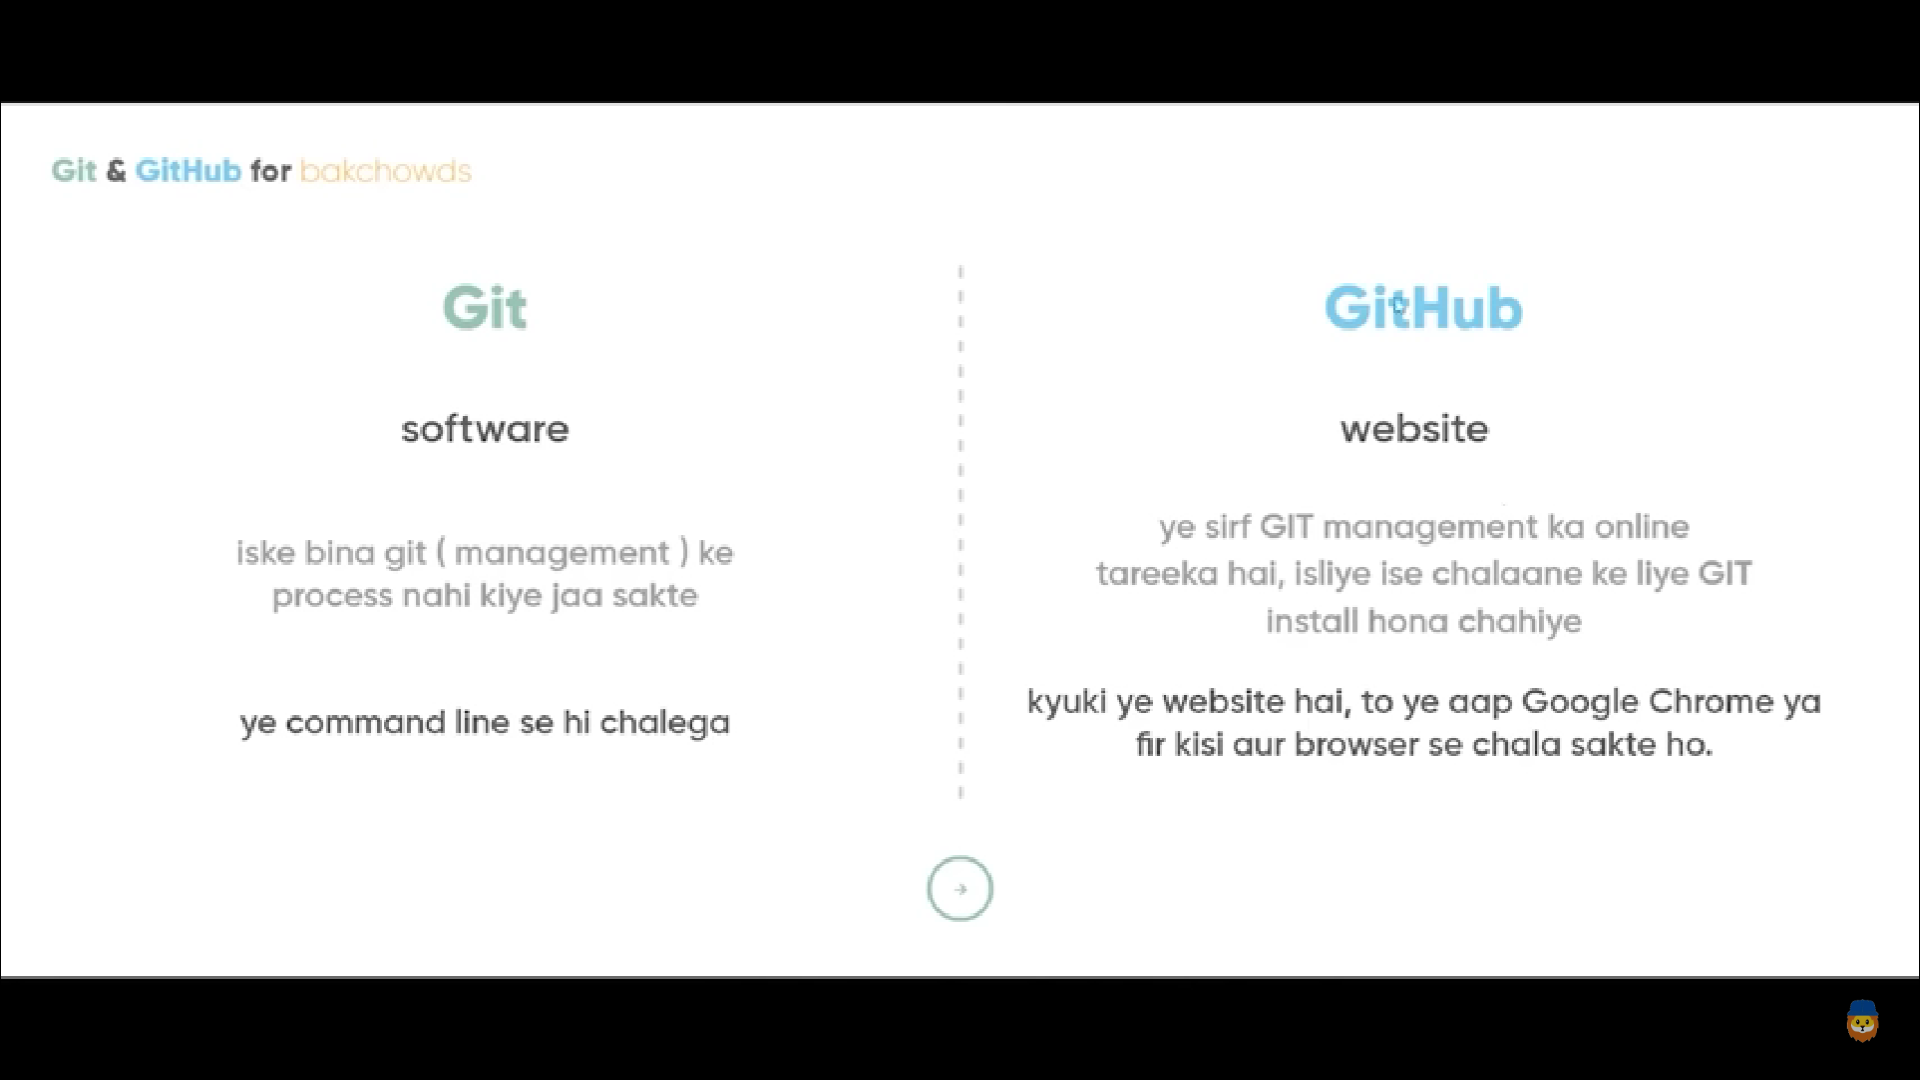 Git & GitHub for bakchowds
Git
software
iske bina git ( management ) ke
process nahi kiye jaa sakte
ye command line se hi chalega
GitHub
website
ye sirf GIT management ka online
tareeka hai, isliye ise chalaane ke liye GIT
install hona chahiye
kyuki ye website hai, to ye aap Google Chrome ya
fir kisi aur browser se chala sakte ho.